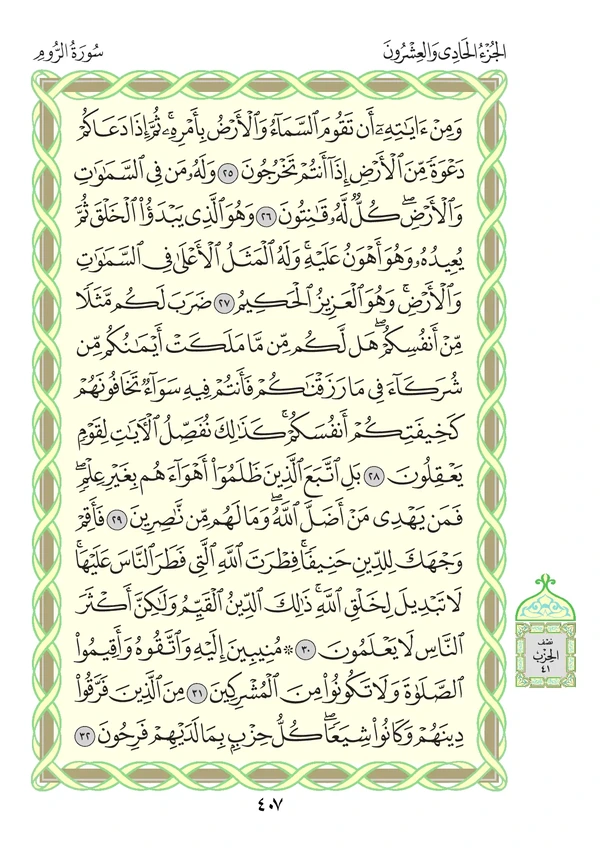 الجُزْءُ الحَادِي وَالعِشْرُونَ
سُورَةُ الرُّومِ
وَمِنْ ءَايَٰتِهِۦٓ أَن تَقُومَ ٱلسَّمَآءُ وَٱلْأَرْضُ بِأَمْرِهِۦۚ ثُمَّ إِذَا دَعَاكُمْ
دَعْوَةً مِّنَ ٱلْأَرْضِ إِذَآ أَنتُمْ تَخْرُجُونَ ٢٥ وَلَهُۥ مَن فِى ٱلسَّمَٰوَٰتِ
وَٱلْأَرْضِۖ كُلٌّ لَّهُۥ قَٰنِتُونَ ٢٦ وَهُوَ ٱلَّذِى يَبْدَؤُا۟ ٱلْخَلْقَ ثُمَّ
يُعِيدُهُۥ وَهُوَ أَهْوَنُ عَلَيْهِۚ وَلَهُ ٱلْمَثَلُ ٱلْأَعْلَىٰ فِى ٱلسَّمَٰوَٰتِ
وَٱلْأَرْضِۚ وَهُوَ ٱلْعَزِيزُ ٱلْحَكِيمُ ٢٧ ضَرَبَ لَكُم مَّثَلًا
مِّنْ أَنفُسِكُمْۖ هَل لَّكُم مِّن مَّا مَلَكَتْ أَيْمَٰنُكُم مِّن
شُرَكَآءَ فِى مَا رَزَقْنَٰكُمْ فَأَنتُمْ فِيهِ سَوَآءٌ تَخَافُونَهُمْ
كَخِيفَتِكُمْ أَنفُسَكُمْۚ كَذَٰلِكَ نُفَصِّلُ ٱلْءَايَٰتِ لِقَوْمٍ
يَعْقِلُونَ ٢٨ بَلِ ٱتَّبَعَ ٱلَّذِينَ ظَلَمُوٓا۟ أَهْوَآءَهُم بِغَيْرِ عِلْمٍۖ
فَمَن يَهْدِى مَنْ أَضَلَّ ٱللَّهُۖ وَمَا لَهُم مِّن نَّٰصِرِينَ ٢٩ فَأَقِمْ
وَجْهَكَ لِلدِّينِ حَنِيفًاۚ فِطْرَتَ ٱللَّهِ ٱلَّتِى فَطَرَ ٱلنَّاسَ عَلَيْهَاۚ
لَا تَبْدِيلَ لِخَلْقِ ٱللَّهِۚ ذَٰلِكَ ٱلدِّينُ ٱلْقَيِّمُ وَلَٰكِنَّ أَكْثَرَ
ٱلنَّاسِ لَا يَعْلَمُونَ ٣٠ ۞ مُنِيبِينَ إِلَيْهِ وَٱتَّقُوهُ وَأَقِيمُوا۟
ٱلصَّلَوٰةَ وَلَا تَكُونُوا۟ مِنَ ٱلْمُشْرِكِينَ ٣١ مِنَ ٱلَّذِينَ فَرَّقُوا۟
دِينَهُمْ وَكَانُوا۟ شِيَعًاۖ كُلُّ حِزْبٍۭ بِمَا لَدَيْهِمْ فَرِحُونَ ٣٢
نصف
الحِزْب
٤١
٤٠٧